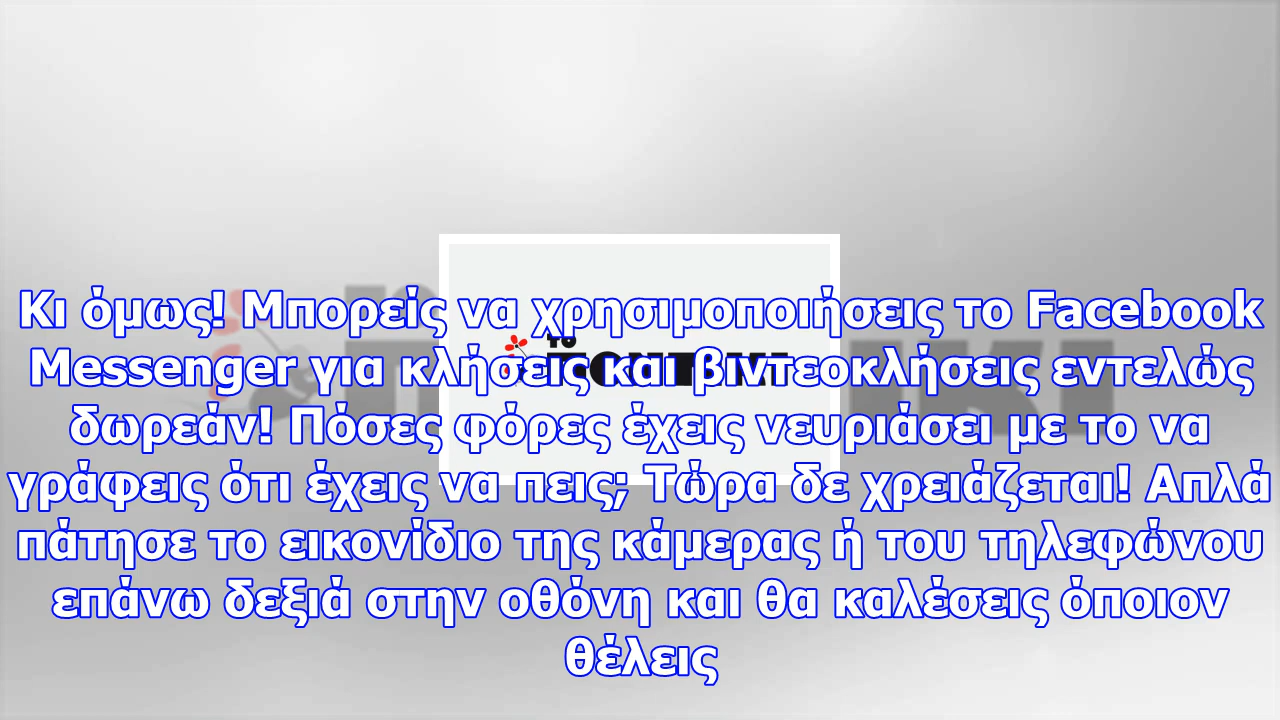 Κι όμως! Μπορείς να χρησιμοποιήσεις το Facebook
Messenger για κλήσεις και βιντεοκλήσεις εντελώς
δωρεάν! Πόσες φόρες έχεις νευριάσει με το να
γράφεις ότι έχεις να πεις; Τώρα δε χρειάζεται! Απλά
πάτησε το εικονίδιο της κάμερας ή του τηλεφώνου
επάνω δεξιά στην οθόνη και θα καλέσεις όποιον
θέλεις
το